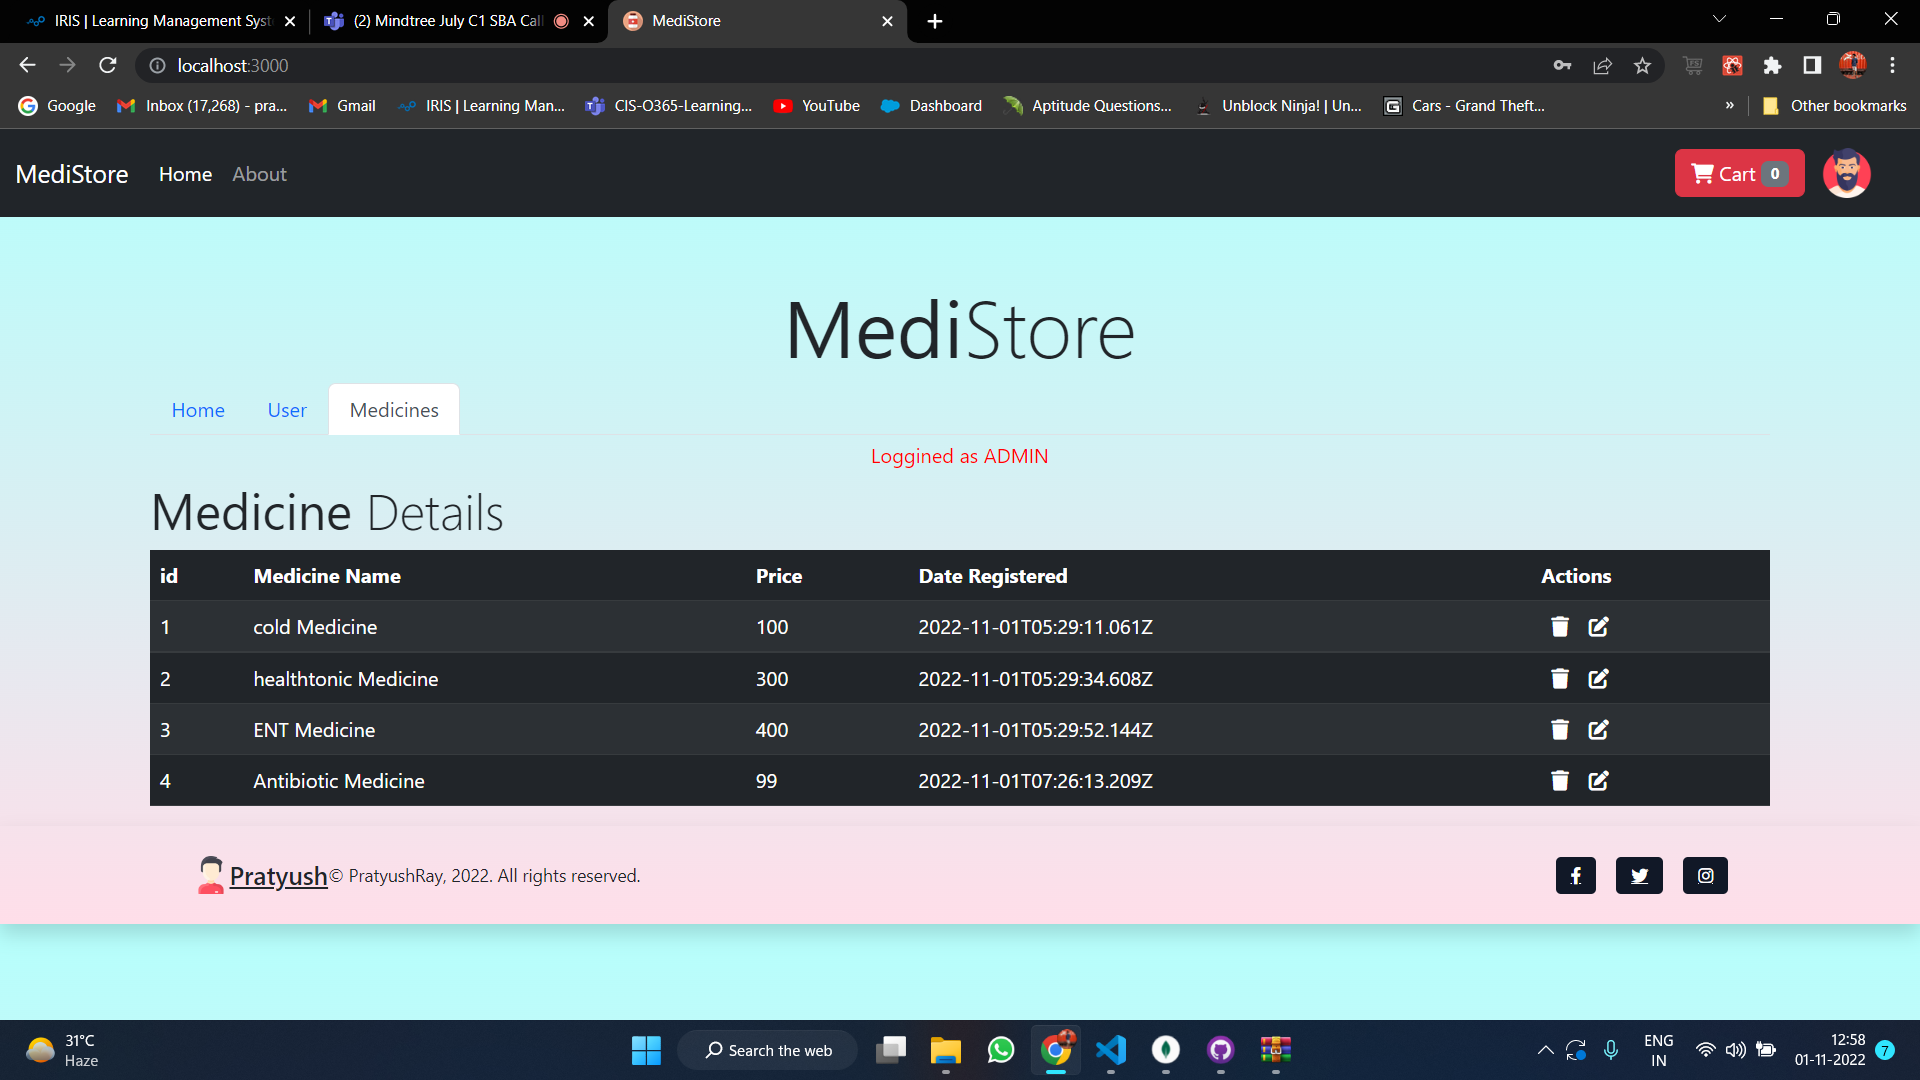 IRIS | Learning Management Syst
(2) Mindtree July C1 SBA Call
MediStore
localhost:3000
Google
Inbox (17,268) - pra...
Gmail
IRIS | Learning Man...
CIS-O365-Learning...
YouTube
Dashboard
Aptitude Questions...
Unblock Ninja! | Un...
Cars - Grand Theft...
»
Other bookmarks
MediStore Home About
Cart 0
MediStore
Home User Medicines
Loggined as ADMIN
Medicine Details
id Medicine Name Price Date Registered Actions
1 cold Medicine 100 2022-11-01T05:29:11.061Z
2 healthtonic Medicine 300 2022-11-01T05:29:34.608Z
3 ENT Medicine 400 2022-11-01T05:29:52.144Z
4 Antibiotic Medicine 99 2022-11-01T07:26:13.209Z
Pratyush© PratyushRay, 2022. All rights reserved.
31°C
Haze
Search the web
ENG
IN
12:58
01-11-2022
7